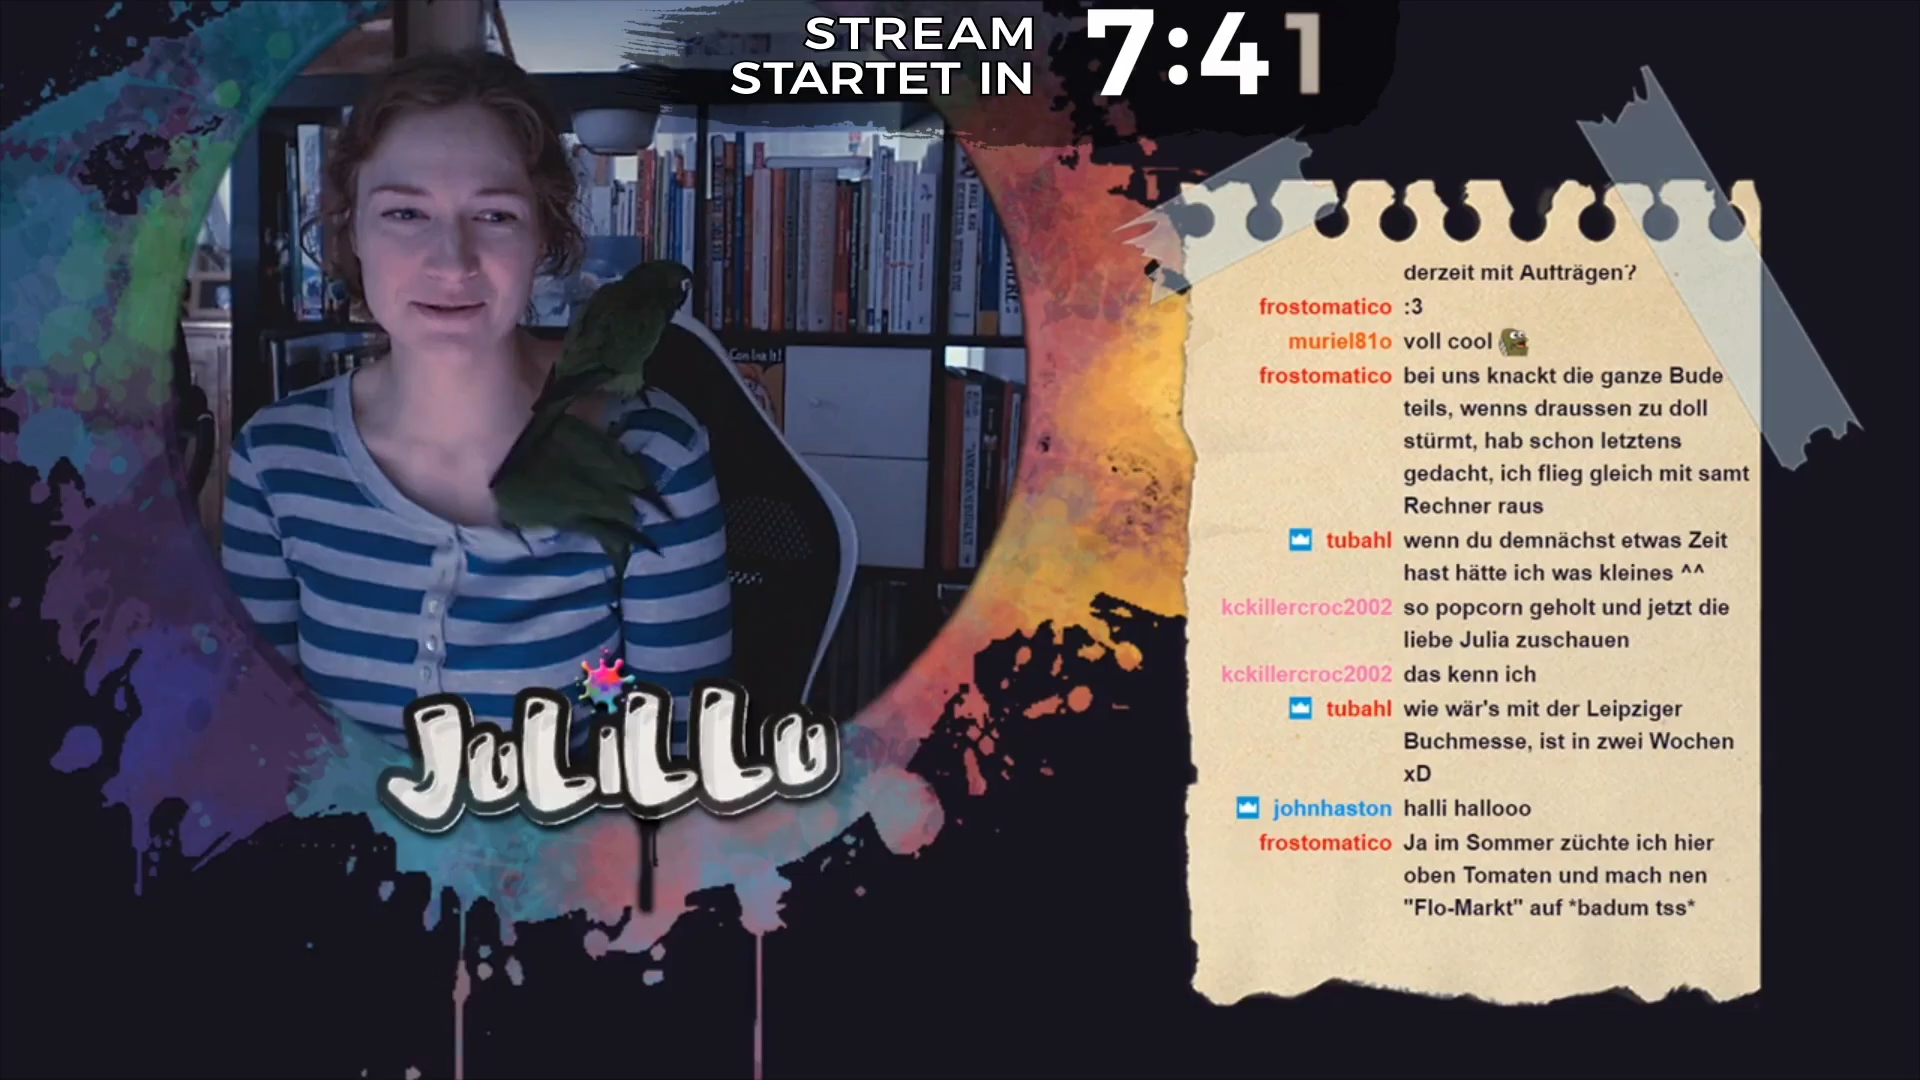 STREAM
STARTET IN
7:41
Con Ink It!
JULILLU
derzeit mit Aufträgen?
frostomatico :3
muriel81o voll cool
frostomatico bei uns knackt die ganze Bude
teils, wenns draussen zu doll
stürmt, hab schon letztens
gedacht, ich flieg gleich mit samt
Rechner raus
tubahl wenn du demnächst etwas Zeit
hast hätte ich was kleines ^^
kckillercroc2002 so popcorn geholt und jetzt die
liebe Julia zuschauen
kckillercroc2002 das kenn ich
tubahl wie wär's mit der Leipziger
Buchmesse, ist in zwei Wochen
xD
johnhaston halli hallooo
frostomatico Ja im Sommer züchte ich hier
oben Tomaten und mach nen
"Flo-Markt" auf *badum tss*